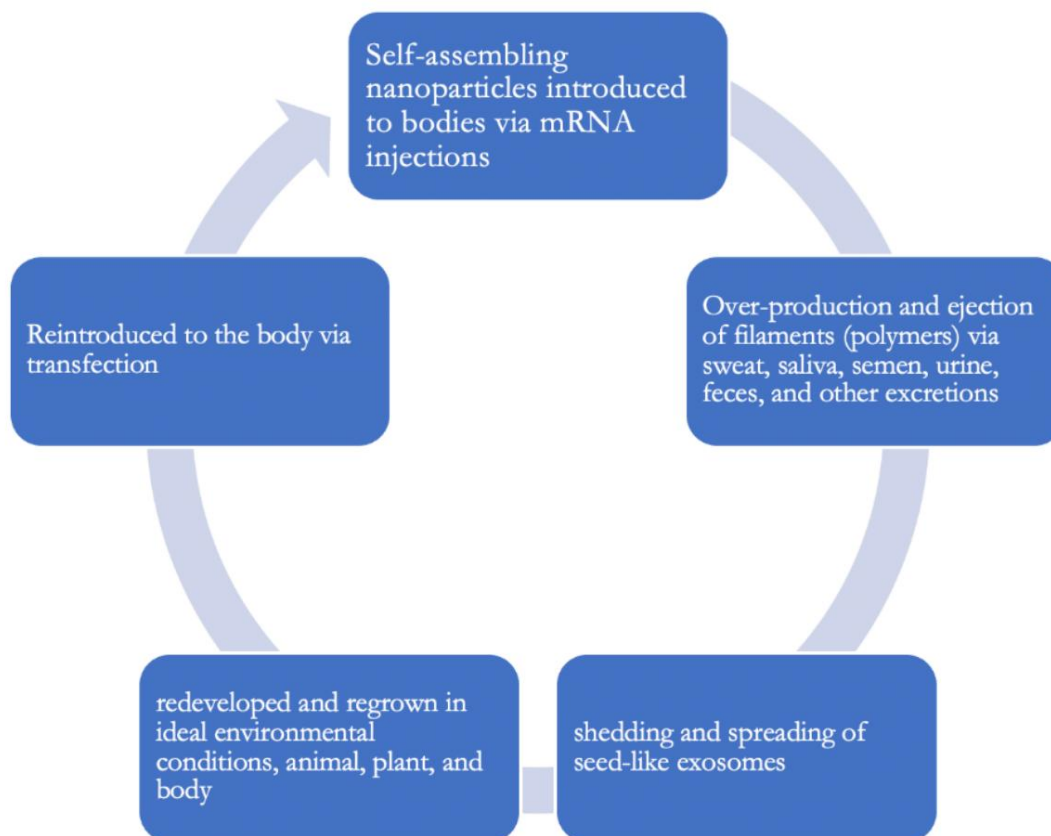 Self-assembling
nanoparticles introduced
to bodies via mRNA
injections
Over-production and ejection
of filaments (polymers) via
sweat, saliva, semen, urine,
feces, and other excretions
shedding and spreading of
seed-like exosomes
redeveloped and regrown in
ideal environmental
conditions, animal, plant, and
body
Reintroduced to the body via
transfection